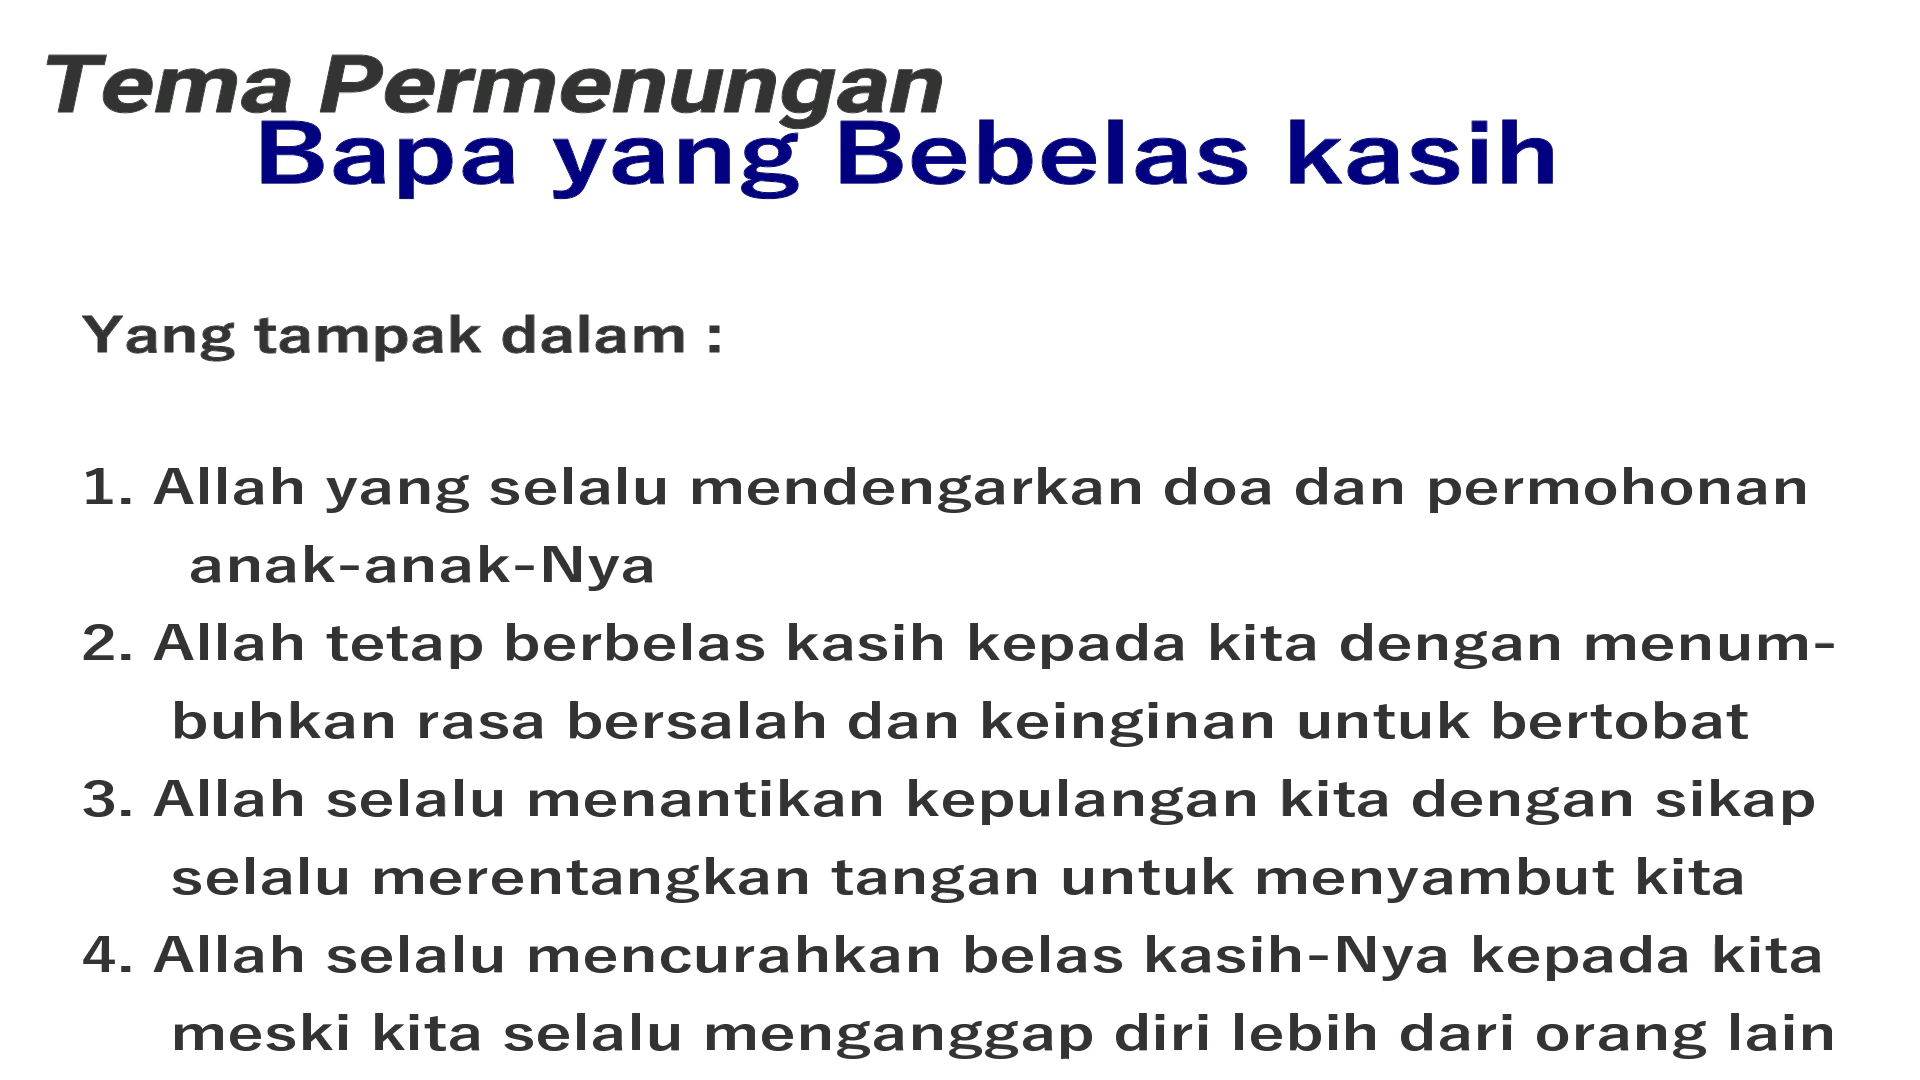 Tema Permenungan
Bapa yang Bebelas kasih
Yang tampak dalam :
1. Allah yang selalu mendengarkan doa dan permohonan
anak-anak-Nya
2. Allah tetap berbelas kasih kepada kita dengan menum-
buhkan rasa bersalah dan keinginan untuk bertobat
3. Allah selalu menantikan kepulangan kita dengan sikap
selalu merentangkan tangan untuk menyambut kita
4. Allah selalu mencurahkan belas kasih-Nya kepada kita
meski kita selalu menganggap diri lebih dari orang lain